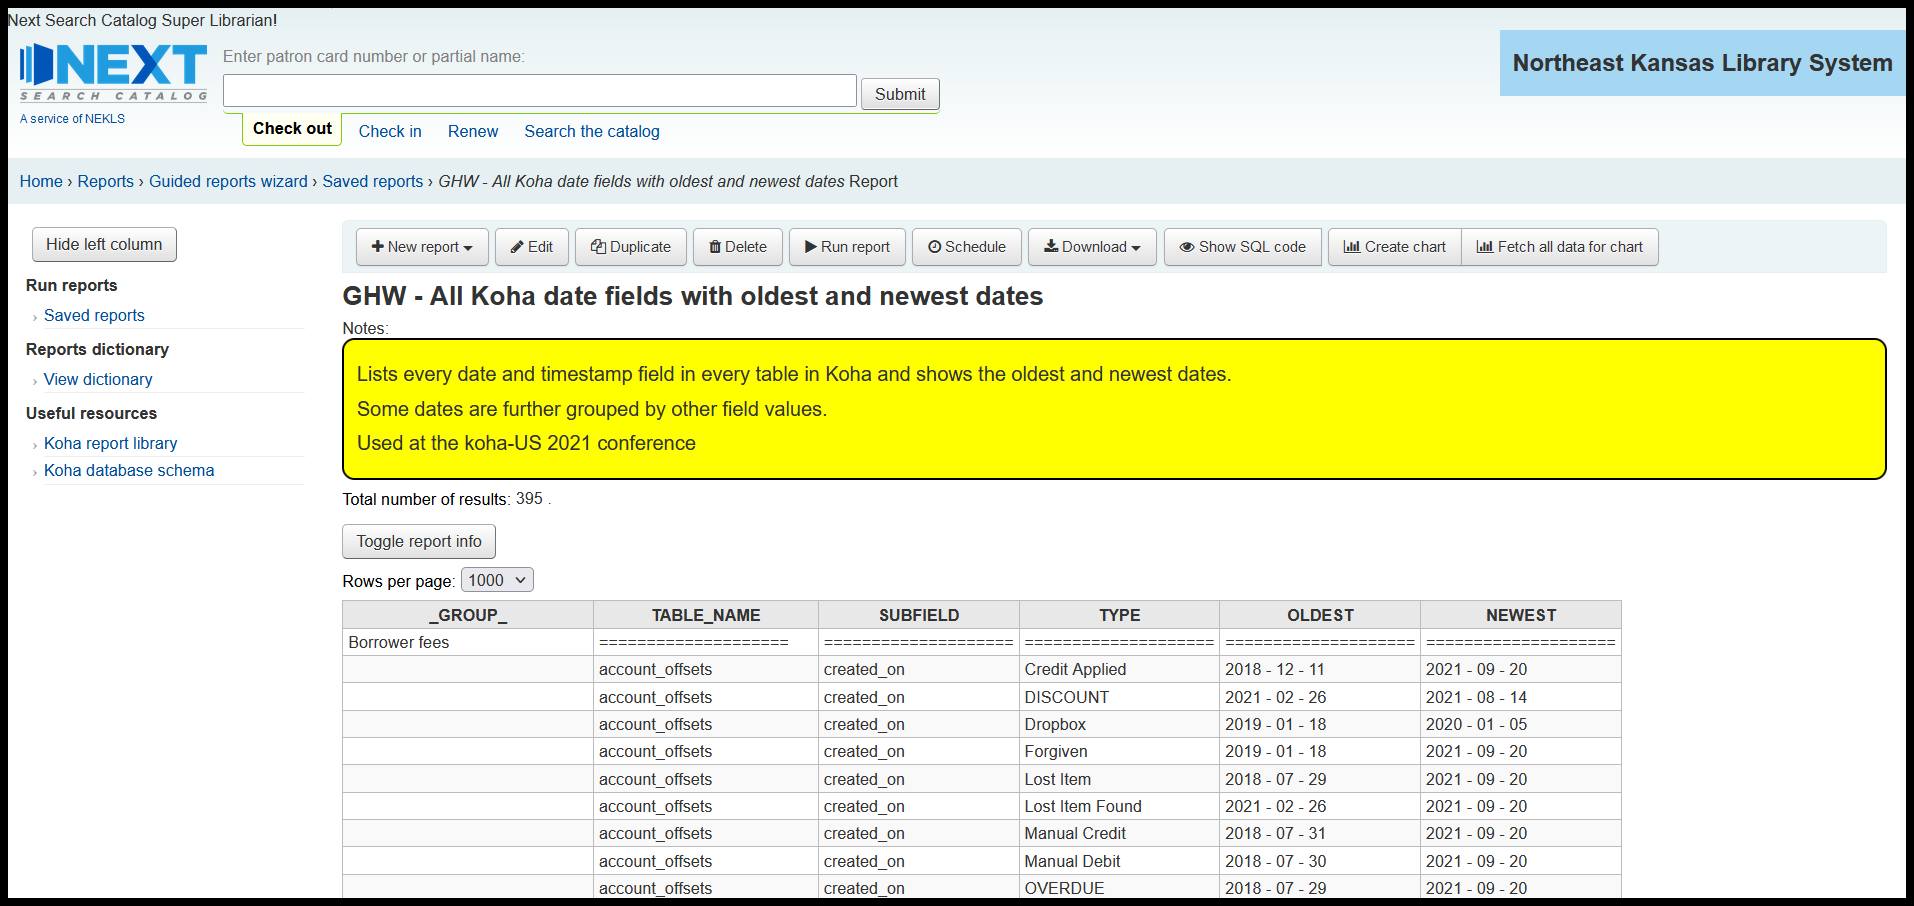 Next Search Catalog Super Librarian!
NEXT
SEARCH CATALOG
A service of NEKLS
Enter patron card number or partial name:
Submit
Check out Check in Renew Search the catalog
Northeast Kansas Library System
Home › Reports › Guided reports wizard › Saved reports › GHW - All Koha date fields with oldest and newest dates Report
Hide left column
Run reports
› Saved reports
Reports dictionary
› View dictionary
Useful resources
› Koha report library
› Koha database schema
New report Edit Duplicate Delete Run report Schedule Download Show SQL code Create chart Fetch all data for chart
GHW - All Koha date fields with oldest and newest dates
Notes:
Lists every date and timestamp field in every table in Koha and shows the oldest and newest dates.
Some dates are further grouped by other field values.
Used at the koha-US 2021 conference
Total number of results: 395 .
Toggle report info
Rows per page: 1000
_GROUP_ TABLE_NAME SUBFIELD TYPE OLDEST NEWEST
Borrower fees ==================== ==================== ==================== ==================== ====================
account_offsets created_on Credit Applied 2018 - 12 - 11 2021 - 09 - 20
account_offsets created_on DISCOUNT 2021 - 02 - 26 2021 - 08 - 14
account_offsets created_on Dropbox 2019 - 01 - 18 2020 - 01 - 05
account_offsets created_on Forgiven 2019 - 01 - 18 2021 - 09 - 20
account_offsets created_on Lost Item 2018 - 07 - 29 2021 - 09 - 20
account_offsets created_on Lost Item Found 2021 - 02 - 26 2021 - 09 - 20
account_offsets created_on Manual Credit 2018 - 07 - 31 2021 - 09 - 20
account_offsets created_on Manual Debit 2018 - 07 - 30 2021 - 09 - 20
account_offsets created_on OVERDUE 2018 - 07 - 29 2021 - 09 - 20